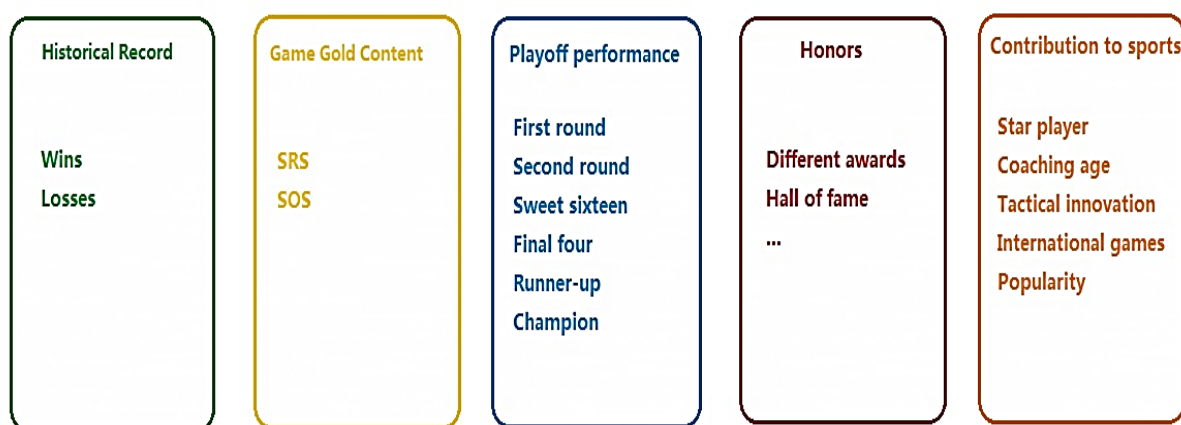 Historical Record
Wins
Losses
Game Gold Content
SRS
SOS
Playoff performance
First round
Second round
Sweet sixteen
Final four
Runner-up
Champion
Honors
Different awards
Hall of fame
...
Contribution to sports
Star player
Coaching age
Tactical innovation
International games
Popularity